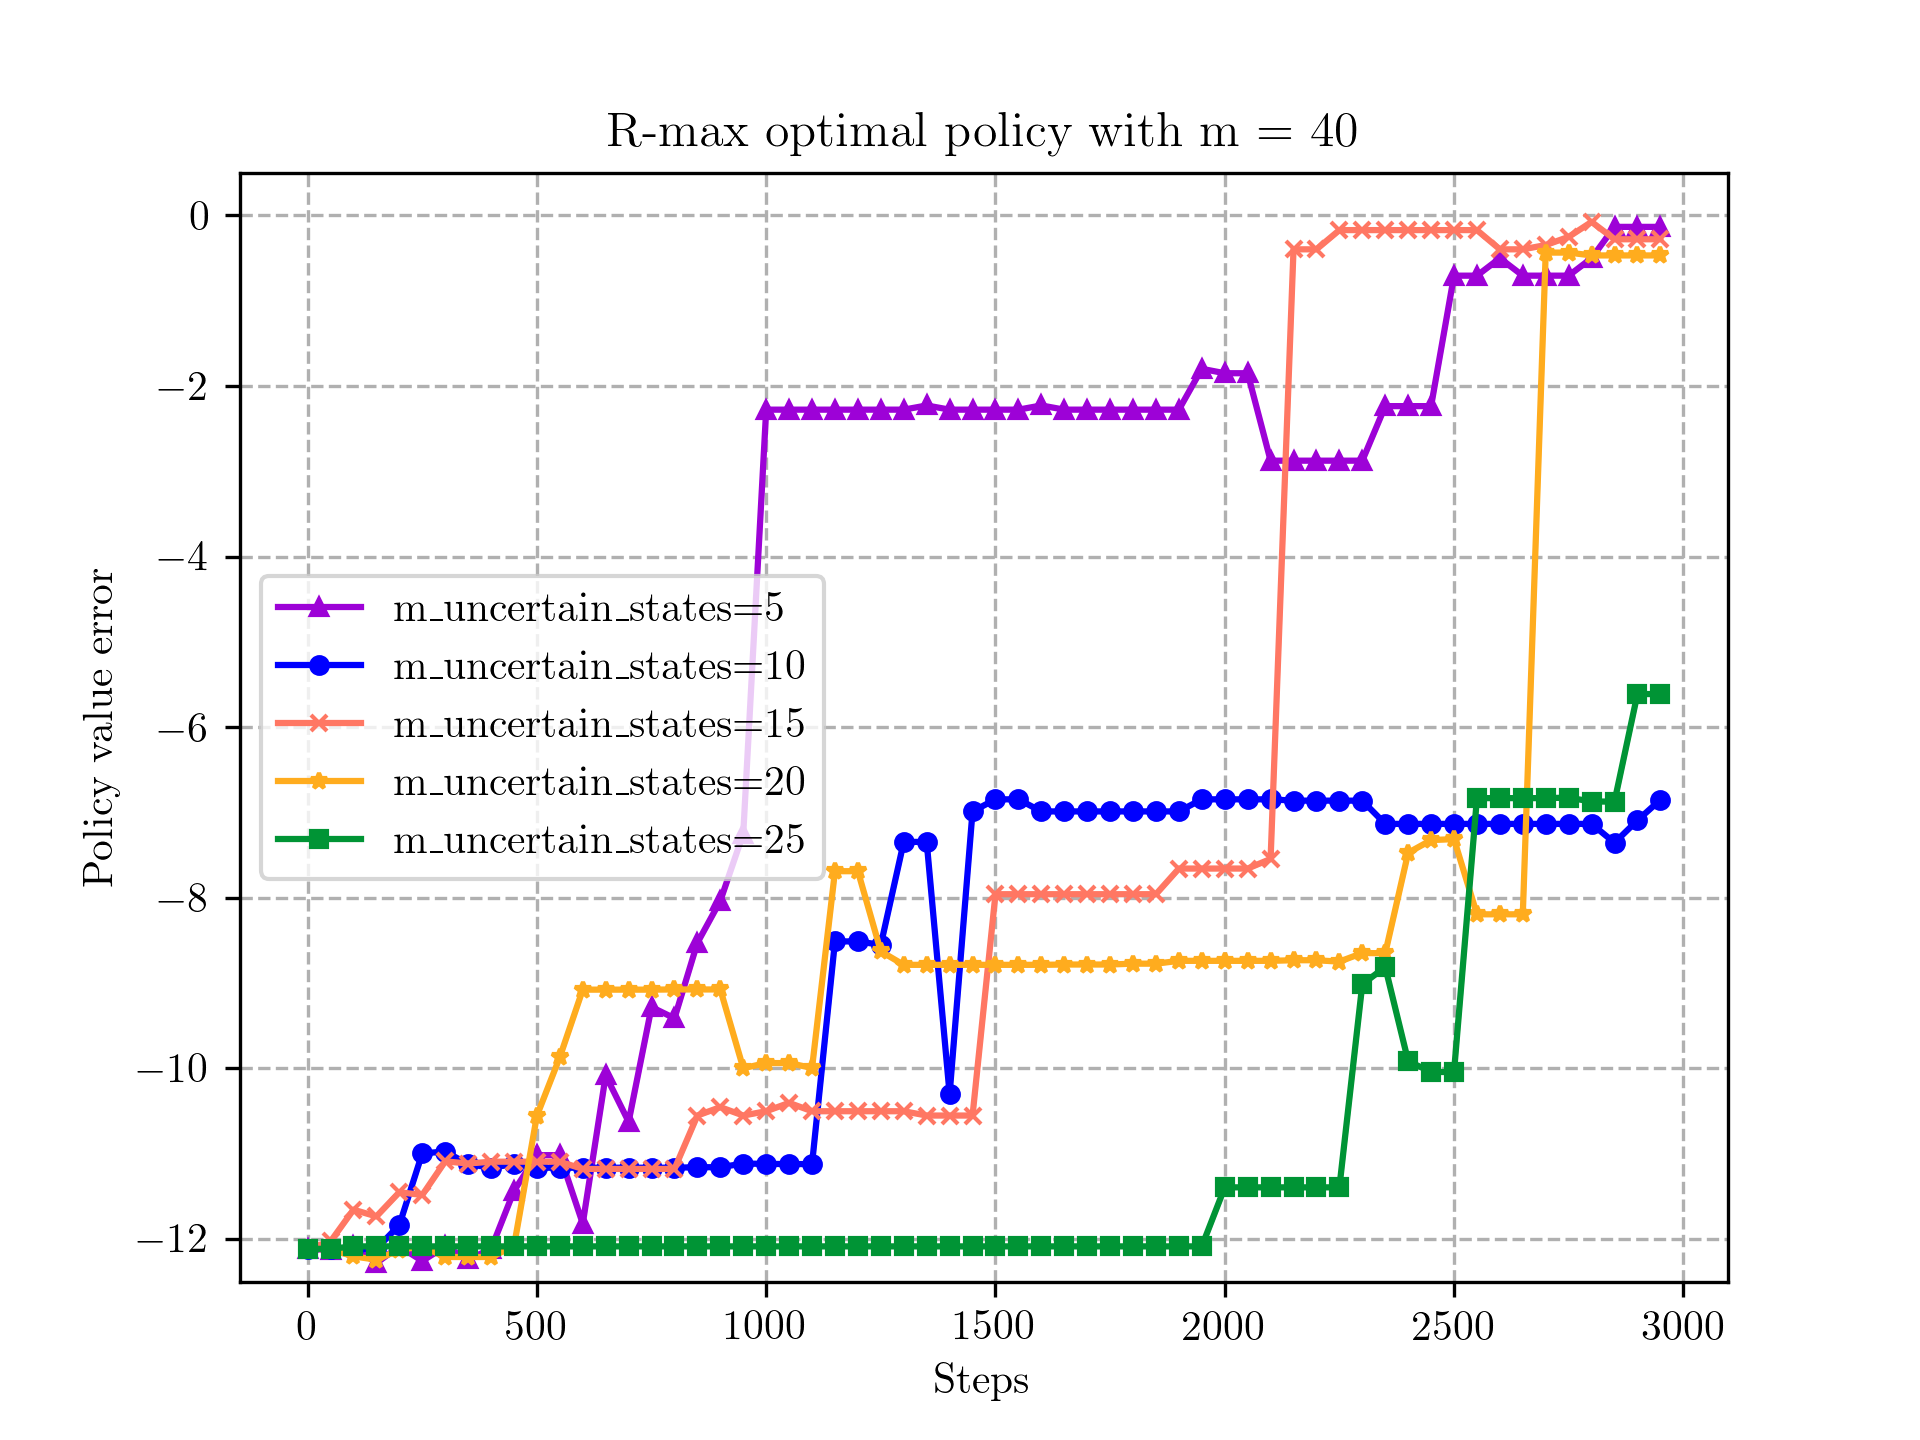 R-max optimal policy with m = 40
Policy value error
0
−2
−4
−6
−8
−10
−12
m_uncertain_states=5
m_uncertain_states=10
m_uncertain_states=15
m_uncertain_states=20
m_uncertain_states=25
0 500 1000 1500 2000 2500 3000
Steps